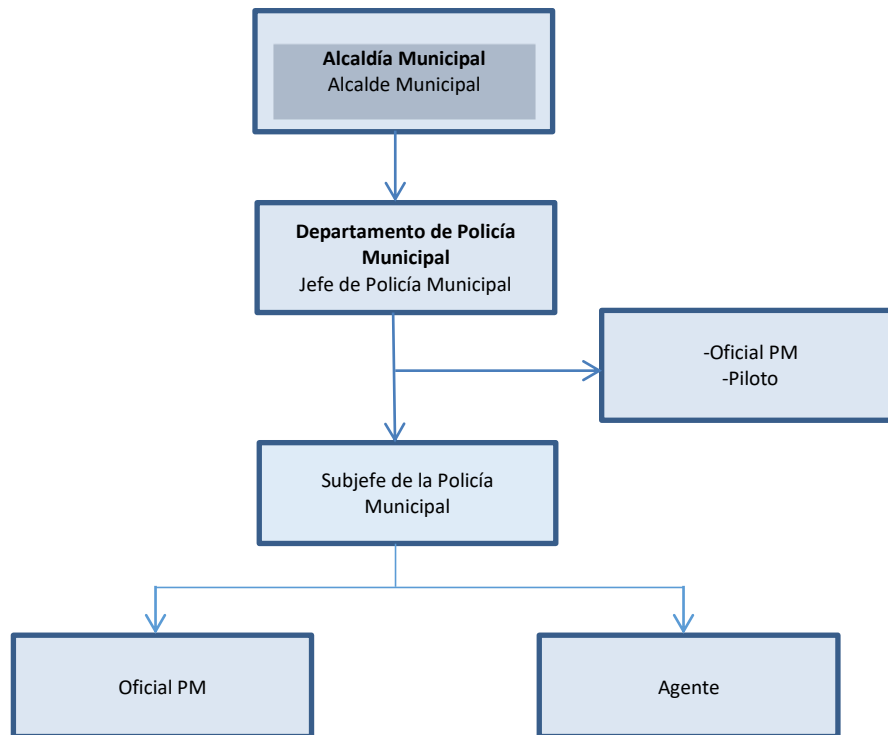 Alcaldía Municipal
Alcalde Municipal
Departamento de Policía
Municipal
Jefe de Policía Municipal
-Oficial PM
-Piloto
Subjefe de la Policía
Municipal
Oficial PM
Agente